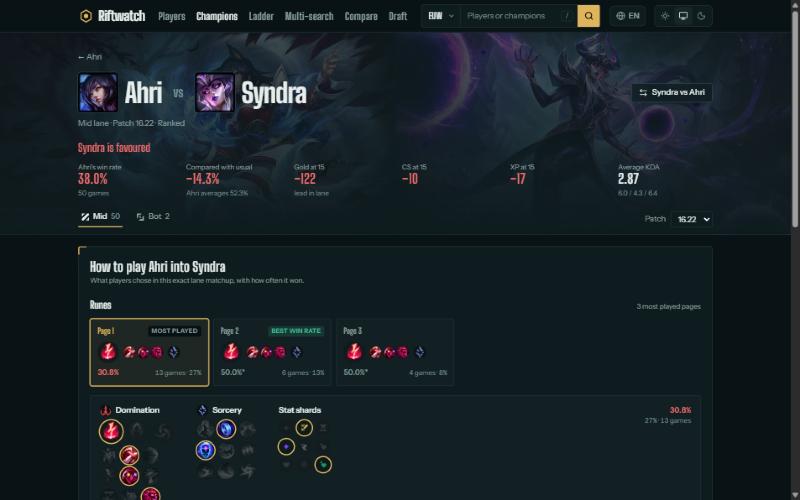 Riftwatch Players Champions Ladder Multi-search Compare Draft EUW Players or champions / EN
← Ahri
Ahri VS Syndra
Syndra vs Ahri
Mid lane · Patch 16.22 · Ranked
Syndra is favoured
Ahri's win rate
38.0%
50 games
Compared with usual
−14.3%
Ahri averages 52.3%
Gold at 15
−122
lead in lane
CS at 15
−10
XP at 15
−17
Average KDA
2.87
6.0 / 4.3 / 6.4
Mid 50 Bot 2 Patch 16.22
How to play Ahri into Syndra
What players chose in this exact lane matchup, with how often it won.
Runes 3 most played pages
Page 1 MOST PLAYED
30.8% 13 games · 27%
Page 2 BEST WIN RATE
50.0%* 6 games · 13%
Page 3
50.0%* 4 games · 8%
Domination Sorcery Stat shards
30.8%
27% · 13 games